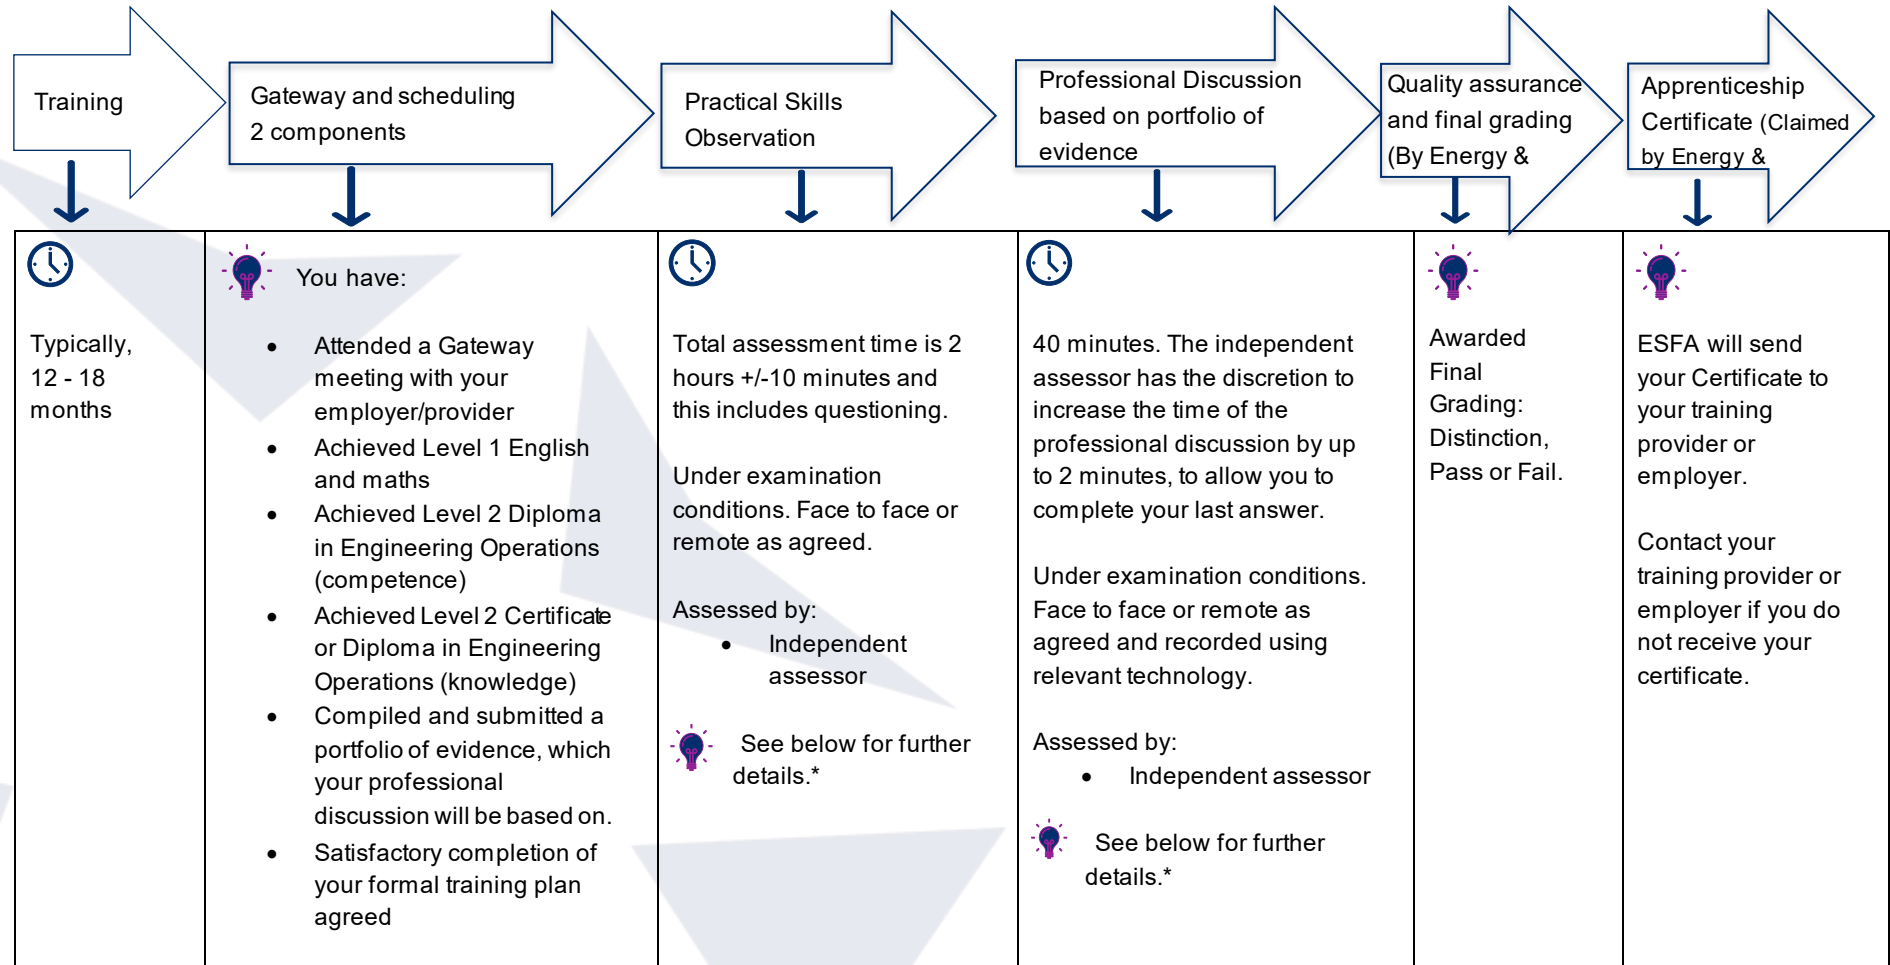 Training
Gateway and scheduling
2 components
Practical Skills
Observation
Professional Discussion
based on portfolio of
evidence
Quality assurance
and final grading
(By Energy &
Apprenticeship
Certificate (Claimed
by Energy &
Typically,
12 - 18
months
You have:
• Attended a Gateway
meeting with your
employer/provider
• Achieved Level 1 English
and maths
• Achieved Level 2 Diploma
in Engineering Operations
(competence)
• Achieved Level 2 Certificate
or Diploma in Engineering
Operations (knowledge)
• Compiled and submitted a
portfolio of evidence, which
your professional
discussion will be based on.
• Satisfactory completion of
your formal training plan
agreed
Total assessment time is 2
hours +/-10 minutes and
this includes questioning.
Under examination
conditions. Face to face or
remote as agreed.
Assessed by:
• Independent
assessor
See below for further
details.*
40 minutes. The independent
assessor has the discretion to
increase the time of the
professional discussion by up
to 2 minutes, to allow you to
complete your last answer.
Under examination conditions.
Face to face or remote as
agreed and recorded using
relevant technology.
Assessed by:
• Independent assessor
See below for further
details.*
Awarded
Final
Grading:
Distinction,
Pass or Fail.
ESFA will send
your Certificate to
your training
provider or
employer.
Contact your
training provider or
employer if you do
not receive your
certificate.